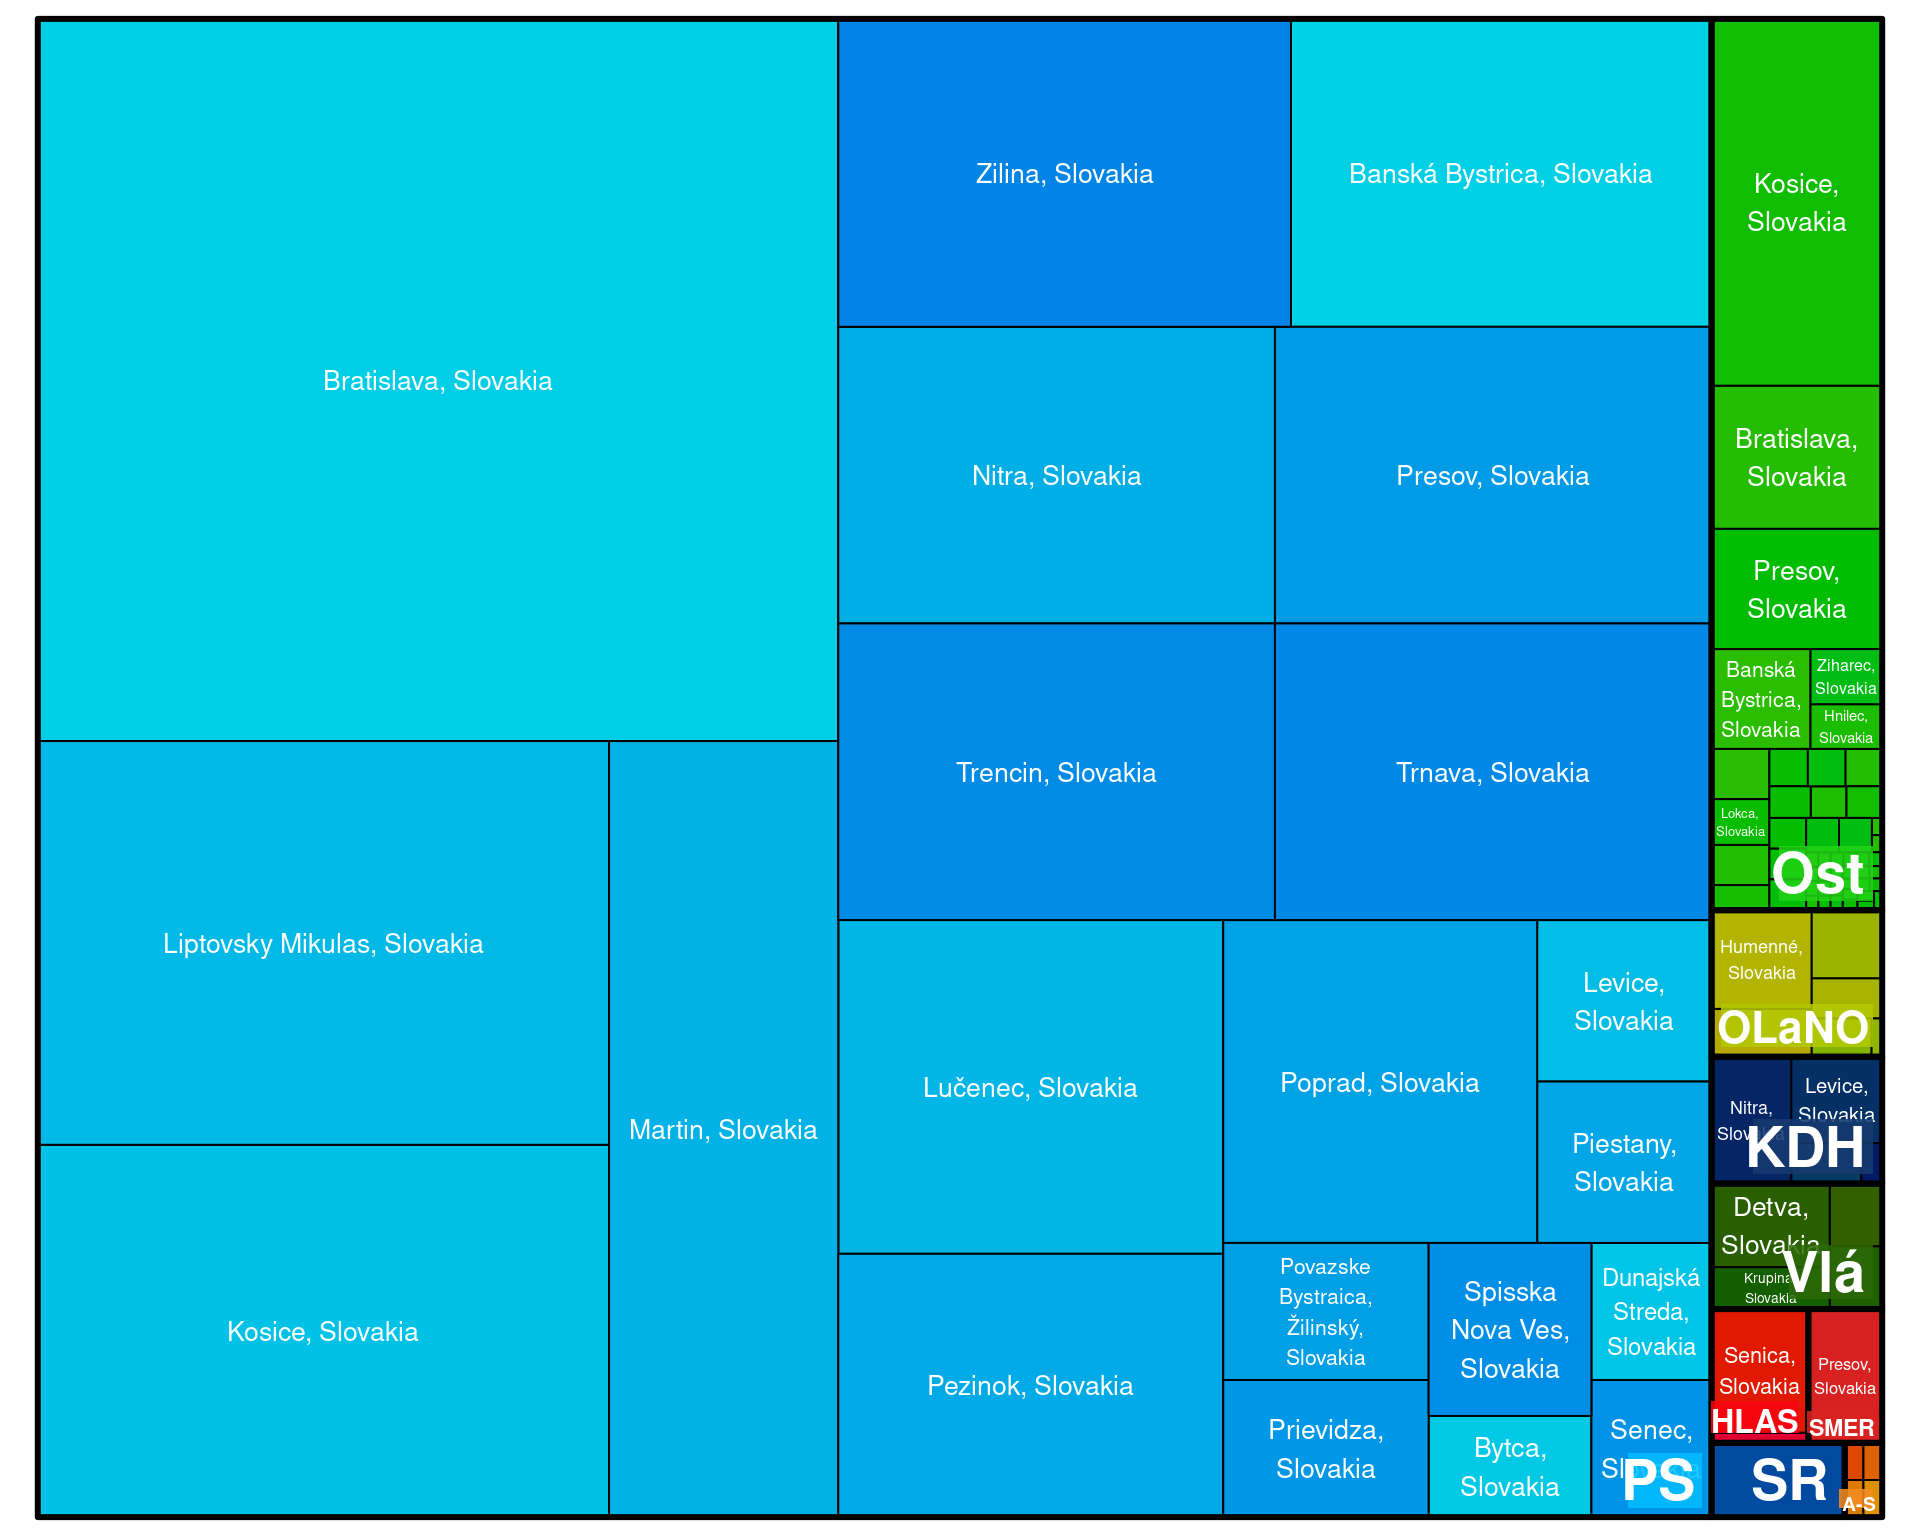 Bratislava, Slovakia
Zilina, Slovakia
Banská Bystrica, Slovakia
Nitra, Slovakia
Presov, Slovakia
Trencin, Slovakia
Trnava, Slovakia
Liptovsky Mikulas, Slovakia
Kosice, Slovakia
Martin, Slovakia
Lučenec, Slovakia
Pezinok, Slovakia
Poprad, Slovakia
Levice,
Slovakia
Piestany,
Slovakia
Povazske
Bystraica,
Žilinský,
Slovakia
Prievidza,
Slovakia
Spisska
Nova Ves,
Slovakia
Bytca,
Slovakia
Dunajská
Streda,
Slovakia
Senec,
Slovakia
PS
Kosice,
Slovakia
Bratislava,
Slovakia
Presov,
Slovakia
Banská
Bystrica,
Slovakia
Ziharec,
Slovakia
Hnilec,
Slovakia
Lokca,
Slovakia
Ost
Humenné,
Slovakia
OLaNO
Nitra,
Slovakia
Levice,
Slovakia
KDH
Detva,
Slovakia
Krupina,
Slovakia
Vlá
Senica,
Slovakia
HLAS
Presov,
Slovakia
SMER
SR
A-S